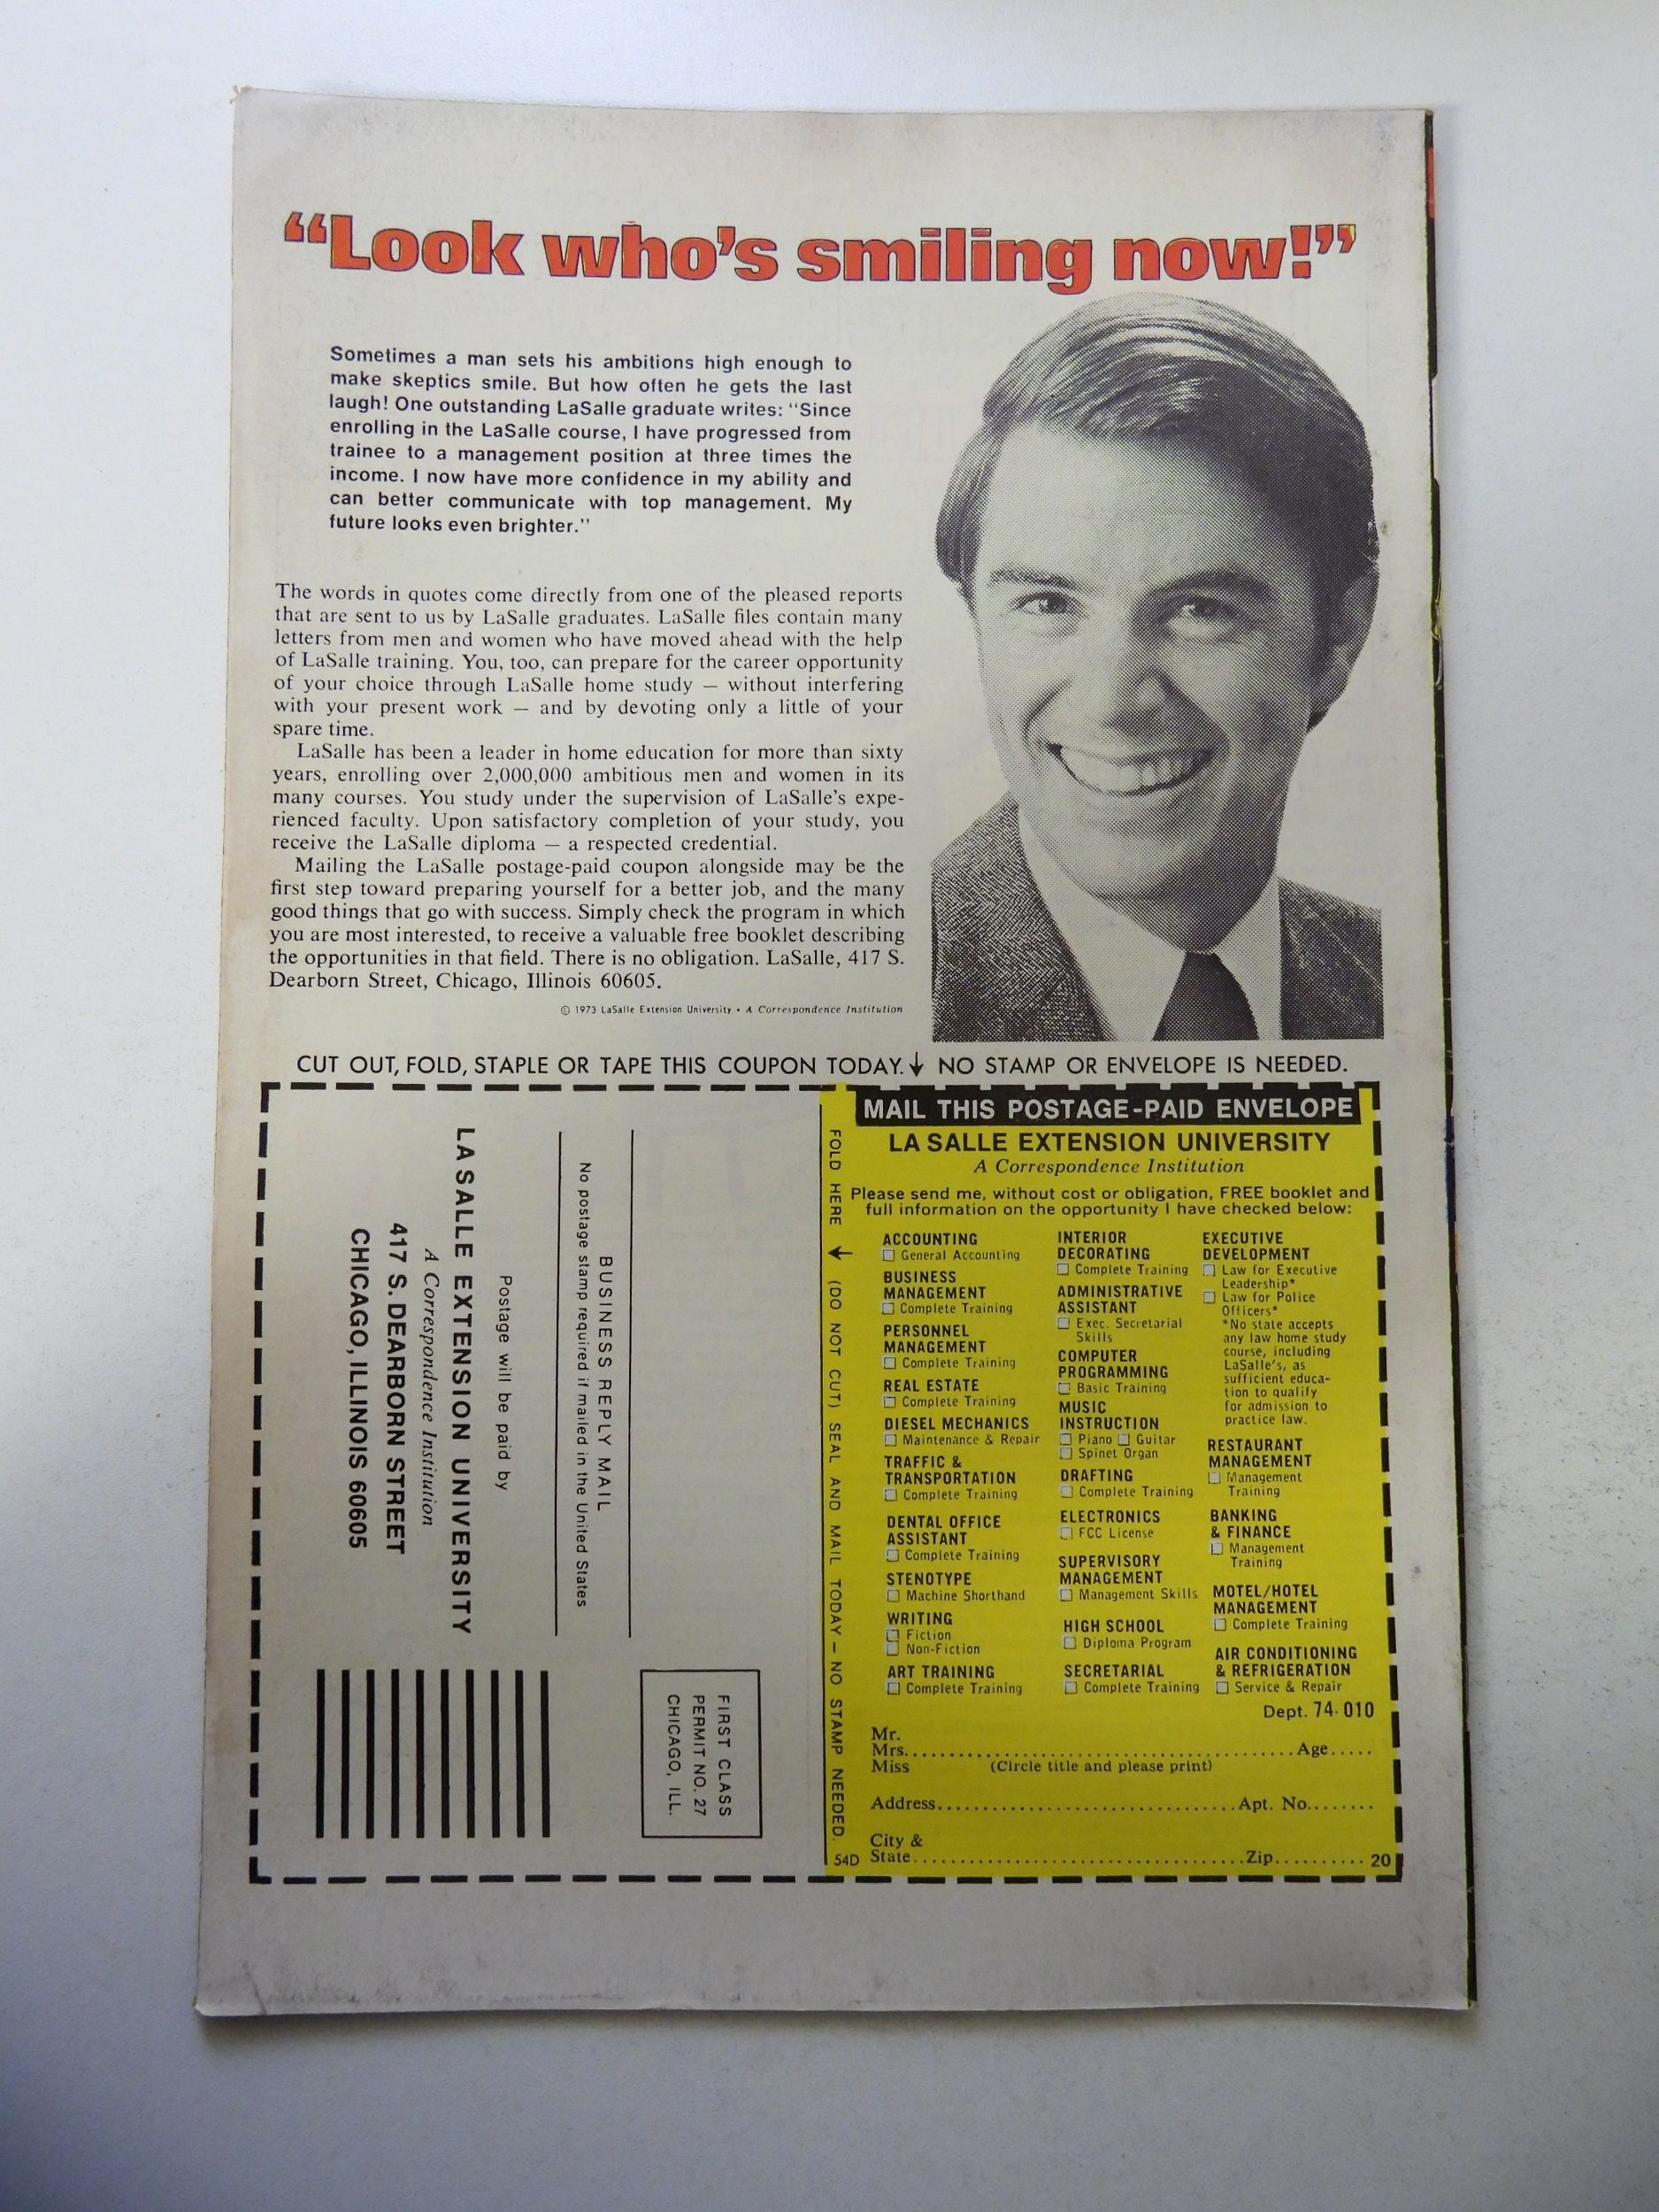 “Look who's smiling now!”
Sometimes a man sets his ambitions high enough to
make skeptics smile. But how often he gets the last
laugh! One outstanding LaSalle graduate writes: “Since
enrolling in the LaSalle course, I have progressed from
trainee to a management position at three times the
income. I now have more confidence in my ability and
can better communicate with top management. My
future looks even brighter.”
The words in quotes come directly from one of the pleased reports
that are sent to us by LaSalle graduates. LaSalle files contain many
letters from men and women who have moved ahead with the help
of LaSalle training. You, too, can prepare for the career opportunity
of your choice through LaSalle home study — without interfering
with your present work — and by devoting only a little of your
spare time.
LaSalle has been a leader in home education for more than sixty
years, enrolling over 2,000,000 ambitious men and women in its
many courses. You study under the supervision of LaSalle's expe-
rienced faculty. Upon satisfactory completion of your study, you
receive the LaSalle diploma — a respected credential.
Mailing the LaSalle postage-paid coupon alongside may be the
first step toward preparing yourself for a better job, and the many
good things that go with success. Simply check the program in which
you are most interested, to receive a valuable free booklet describing
the opportunities in that field. There is no obligation. LaSalle, 417 S.
Dearborn Street, Chicago, Illinois 60605.
© 1973 LaSalle Extension University • A Correspondence Institution
CUT OUT, FOLD, STAPLE OR TAPE THIS COUPON TODAY. ↓ NO STAMP OR ENVELOPE IS NEEDED.
FIRST CLASS
PERMIT NO. 27
CHICAGO, ILL.
BUSINESS REPLY MAIL
No postage stamp required if mailed in the United States
Postage will be paid by
LA SALLE EXTENSION UNIVERSITY
A Correspondence Institution
417 S. DEARBORN STREET
CHICAGO, ILLINOIS 60605
FOLD HERE ↓ (DO NOT CUT) SEAL AND MAIL TODAY — NO STAMP NEEDED.
54D
MAIL THIS POSTAGE-PAID ENVELOPE
LA SALLE EXTENSION UNIVERSITY
A Correspondence Institution
Please send me, without cost or obligation, FREE booklet and
full information on the opportunity I have checked below:
ACCOUNTING
☐ General Accounting
BUSINESS
MANAGEMENT
☐ Complete Training
PERSONNEL
MANAGEMENT
☐ Complete Training
REAL ESTATE
☐ Complete Training
DIESEL MECHANICS
☐ Maintenance & Repair
TRAFFIC &
TRANSPORTATION
☐ Complete Training
DENTAL OFFICE
ASSISTANT
☐ Complete Training
STENOTYPE
☐ Machine Shorthand
WRITING
☐ Fiction
☐ Non-Fiction
ART TRAINING
☐ Complete Training
INTERIOR
DECORATING
☐ Complete Training
ADMINISTRATIVE
ASSISTANT
☐ Exec. Secretarial
Skills
COMPUTER
PROGRAMMING
☐ Basic Training
MUSIC
INSTRUCTION
☐ Piano ☐ Guitar
☐ Spinet Organ
DRAFTING
☐ Complete Training
ELECTRONICS
☐ FCC License
SUPERVISORY
MANAGEMENT
☐ Management Skills
HIGH SCHOOL
☐ Diploma Program
SECRETARIAL
☐ Complete Training
EXECUTIVE
DEVELOPMENT
☐ Law for Executive
Leadership*
☐ Law for Police
Officers*
*No state accepts
any law home study
course, including
LaSalle's, as
sufficient educa-
tion to qualify
for admission to
practice law.
RESTAURANT
MANAGEMENT
☐ Management
Training
BANKING
& FINANCE
☐ Management
Training
MOTEL/HOTEL
MANAGEMENT
☐ Complete Training
AIR CONDITIONING
& REFRIGERATION
☐ Service & Repair
Dept. 74-010
Mr.
Mrs. ........ Age.....
Miss (Circle title and please print)
Address........ Apt. No........
City &
State........ Zip.......... 20